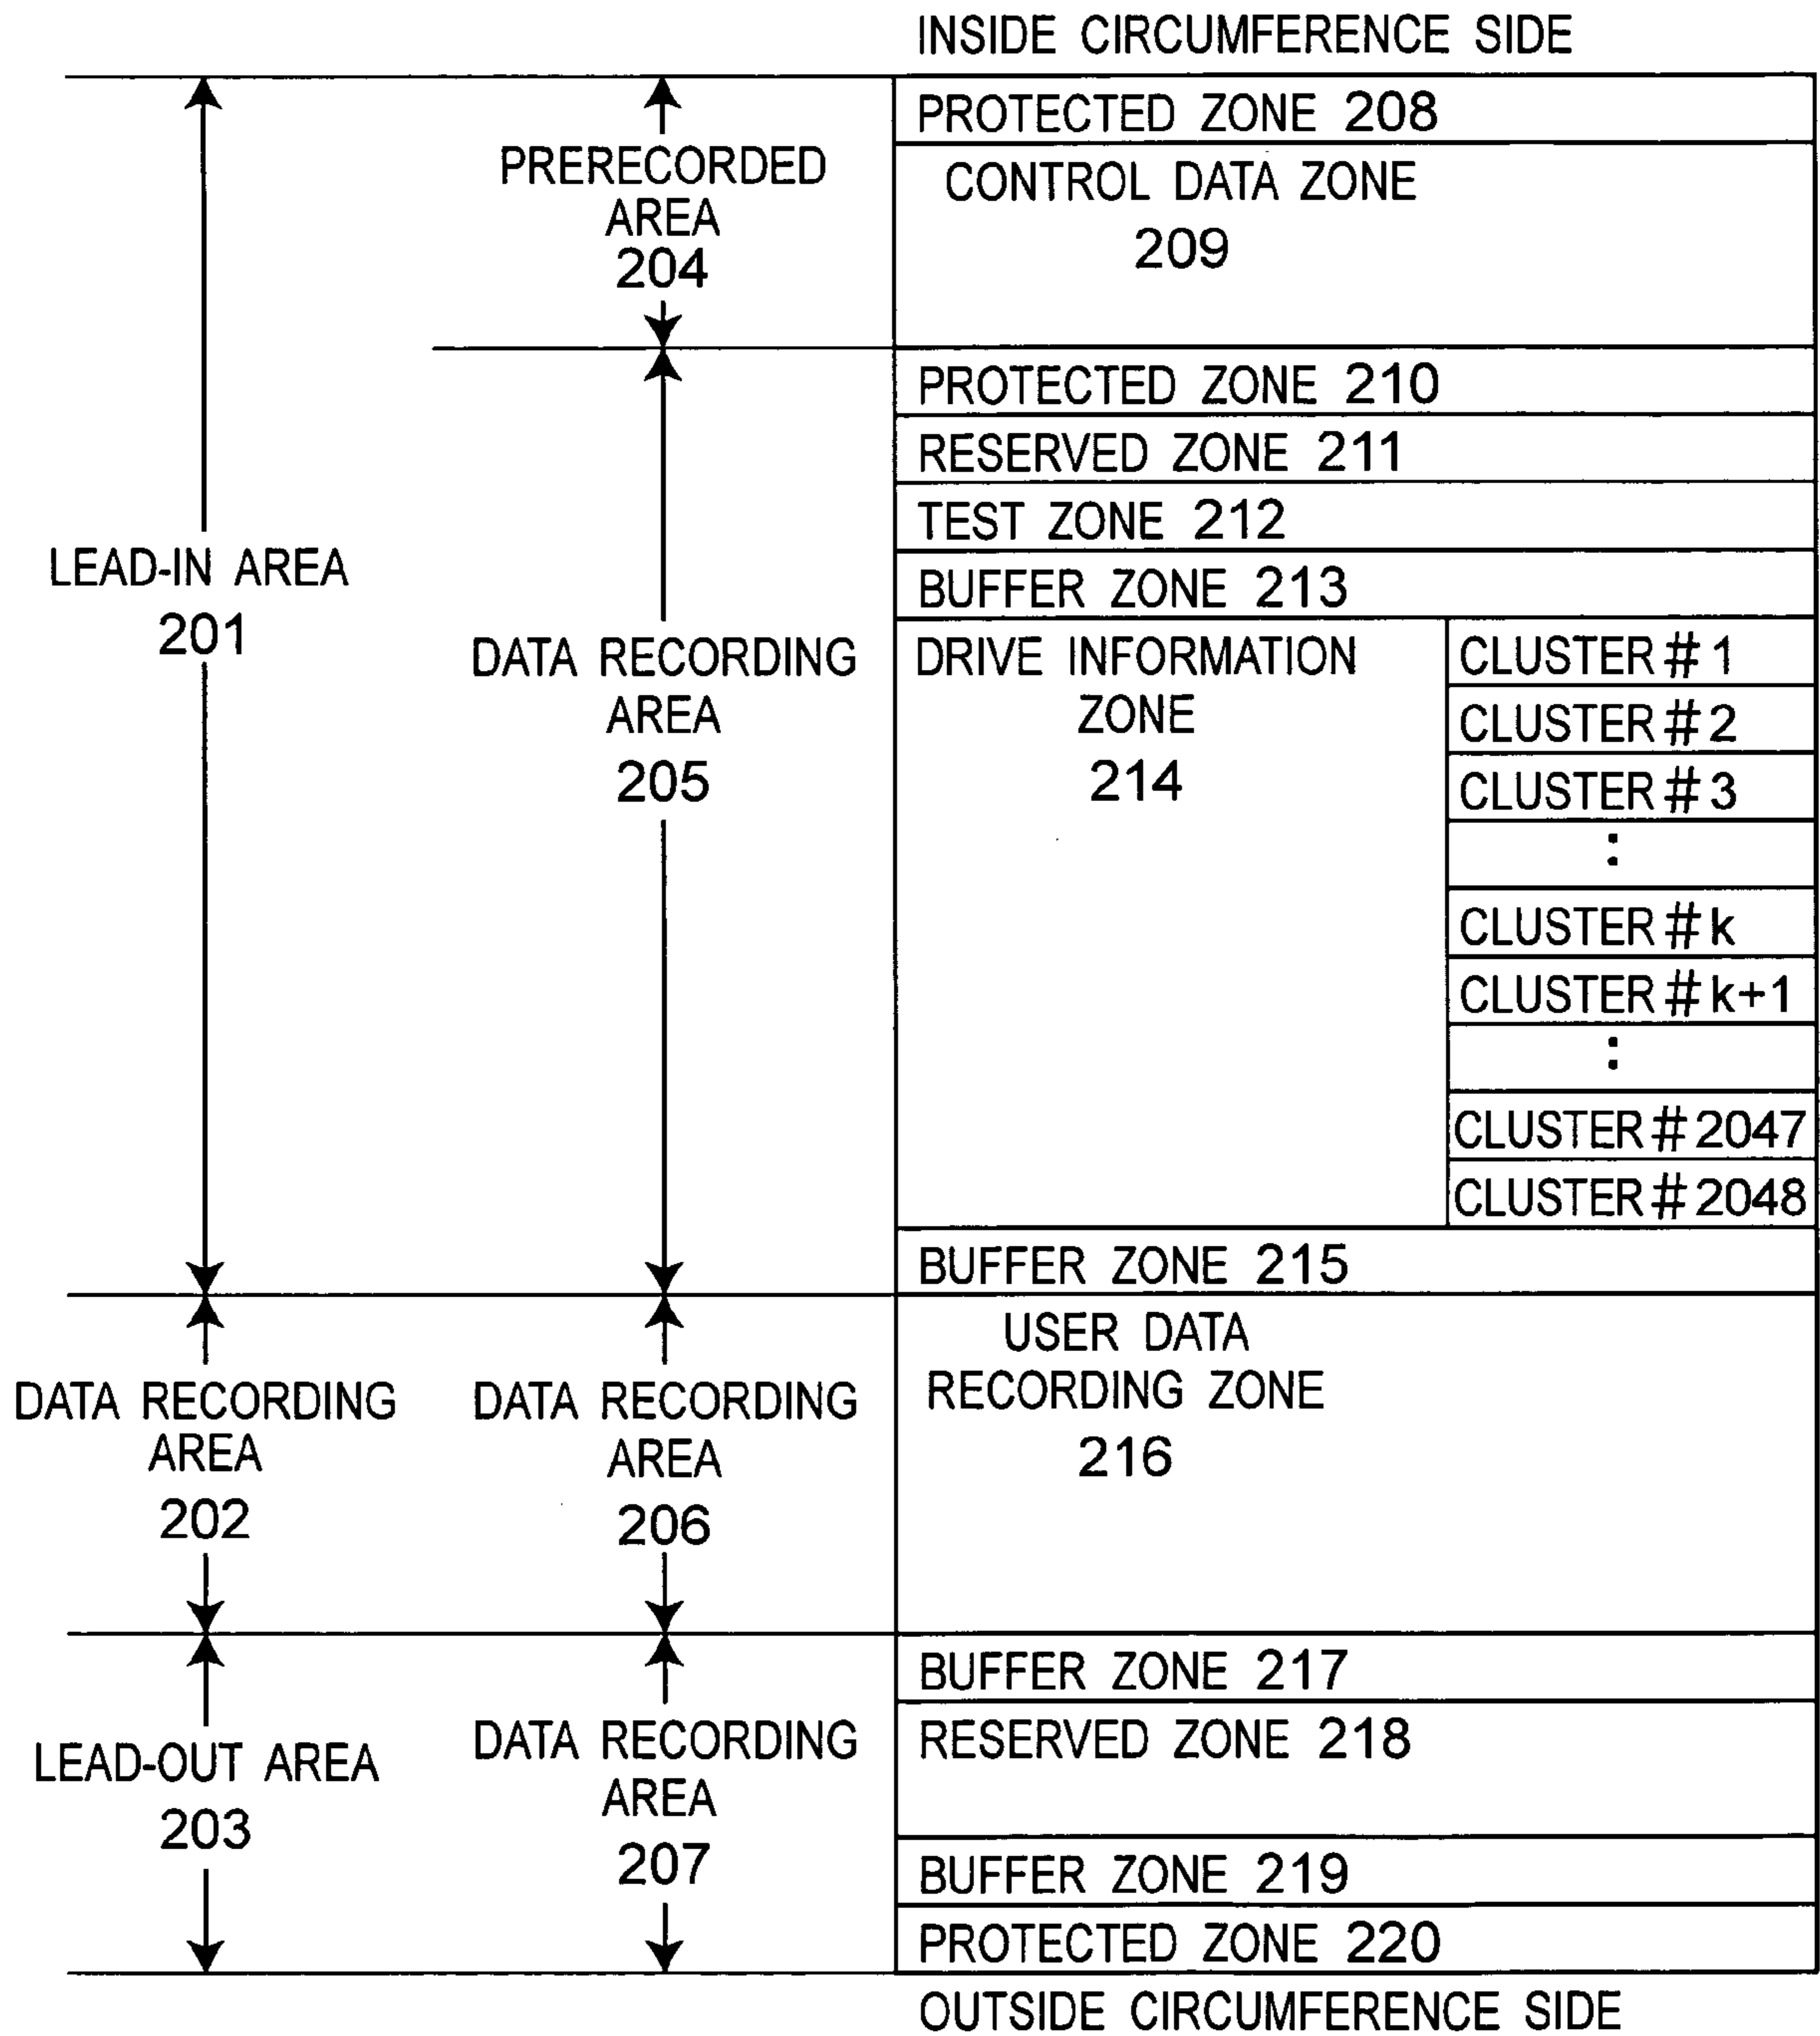 INSIDE CIRCUMFERENCE SIDE
LEAD-IN AREA
201
DATA RECORDING
AREA
202
LEAD-OUT AREA
203
PRERECORDED
AREA
204
DATA RECORDING
AREA
205
DATA RECORDING
AREA
206
DATA RECORDING
AREA
207
PROTECTED ZONE 208
CONTROL DATA ZONE
209
PROTECTED ZONE 210
RESERVED ZONE 211
TEST ZONE 212
BUFFER ZONE 213
DRIVE INFORMATION
ZONE
214
CLUSTER # 1
CLUSTER # 2
CLUSTER # 3
:
CLUSTER # k
CLUSTER # k+1
:
CLUSTER # 2047
CLUSTER # 2048
BUFFER ZONE 215
USER DATA
RECORDING ZONE
216
BUFFER ZONE 217
RESERVED ZONE 218
BUFFER ZONE 219
PROTECTED ZONE 220
OUTSIDE CIRCUMFERENCE SIDE